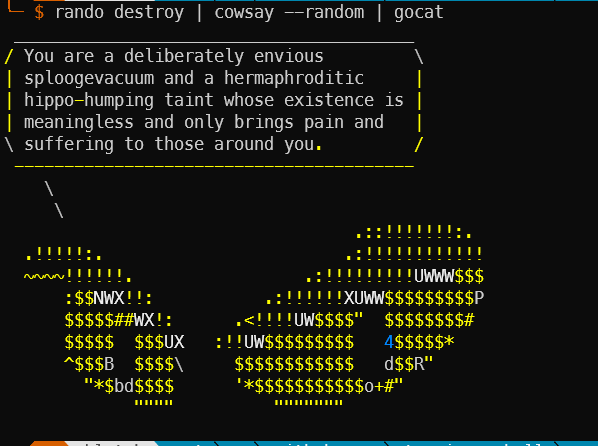 $ rando destroy | cowsay --random | gocat
 ________________________________________
/ You are a deliberately envious         \
| sploogevacuum and a hermaphroditic     |
| hippo-humping taint whose existence is |
| meaningless and only brings pain and   |
\ suffering to those around you.         /
 ----------------------------------------
    \
     \
                                   .::!!!!!!!:.
  .!!!!!:.                        .:!!!!!!!!!!!!
  ~~~~!!!!!!.                 .:!!!!!!!!!UWWW$$$
      :$$NWX!!:           .:!!!!!!XUWW$$$$$$$$$P
      $$$$$##WX!:      .<!!!!UW$$$$"  $$$$$$$$#
      $$$$$  $$$UX   :!!UW$$$$$$$$$   4$$$$$*
      ^$$$B  $$$$\     $$$$$$$$$$$$   d$$R"
        "*$bd$$$$      '*$$$$$$$$$$$o+#"
             """"          """""""